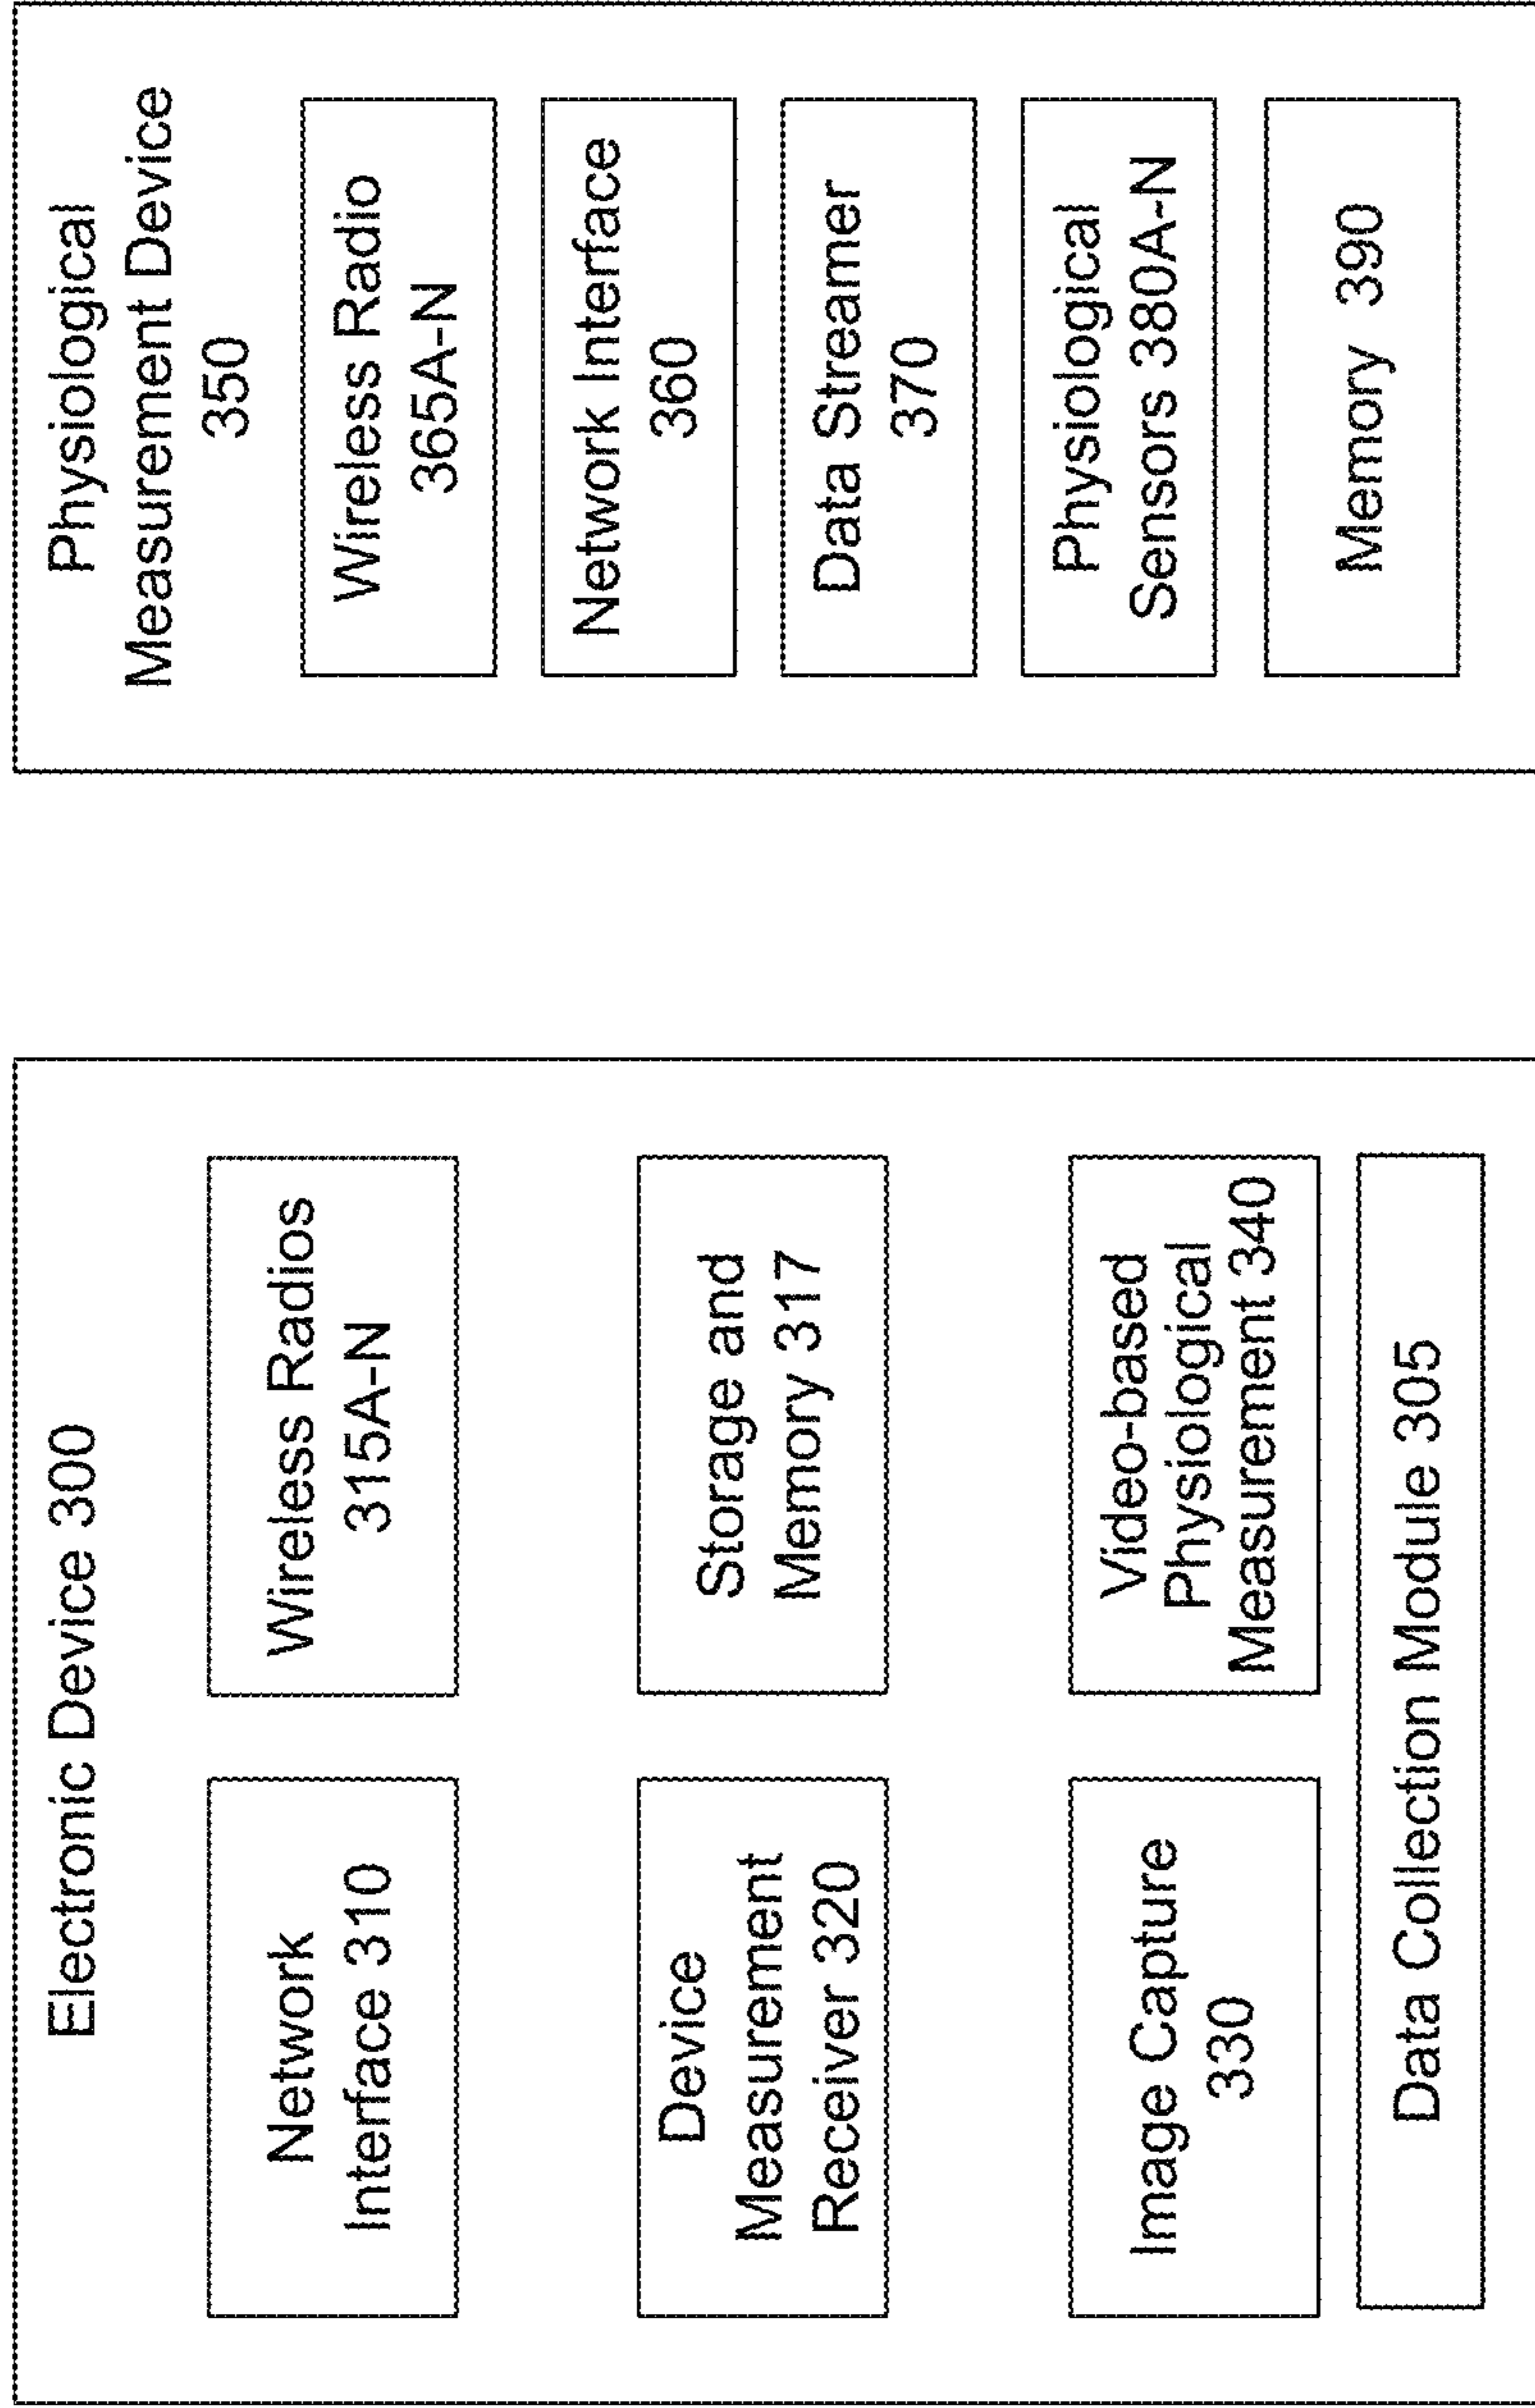 Electronic Device 300
Network
Interface 310
Wireless Radios
315A-N
Device
Measurement
Receiver 320
Storage and
Memory 317
Image Capture
330
Video-based
Physiological
Measurement 340
Data Collection Module 305
Physiological
Measurement Device
350
Wireless Radio
365A-N
Network Interface
360
Data Streamer
370
Physiological
Sensors 380A-N
Memory 390